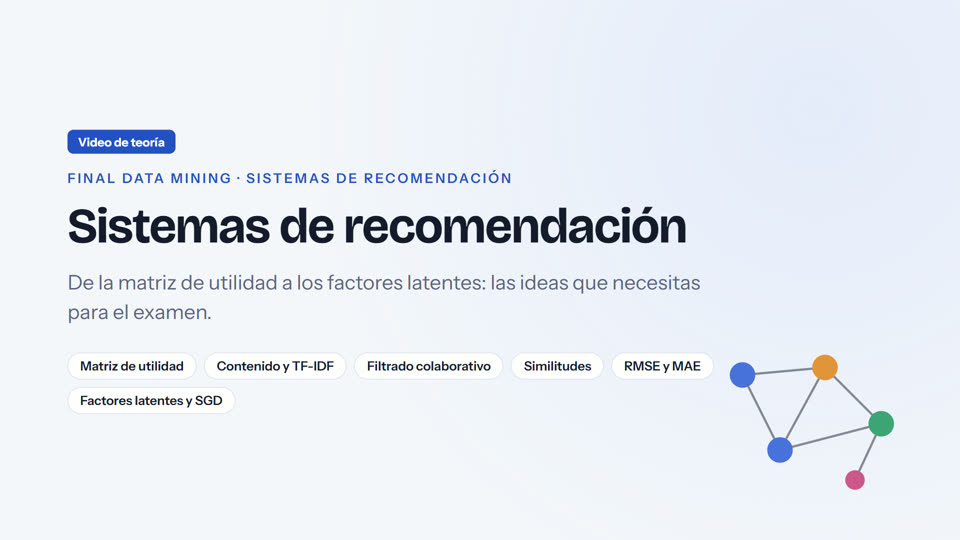 Video de teoría
FINAL DATA MINING · SISTEMAS DE RECOMENDACIÓN
Sistemas de recomendación
De la matriz de utilidad a los factores latentes: las ideas que necesitas
para el examen.
Matriz de utilidad Contenido y TF-IDF Filtrado colaborativo Similitudes RMSE y MAE
Factores latentes y SGD